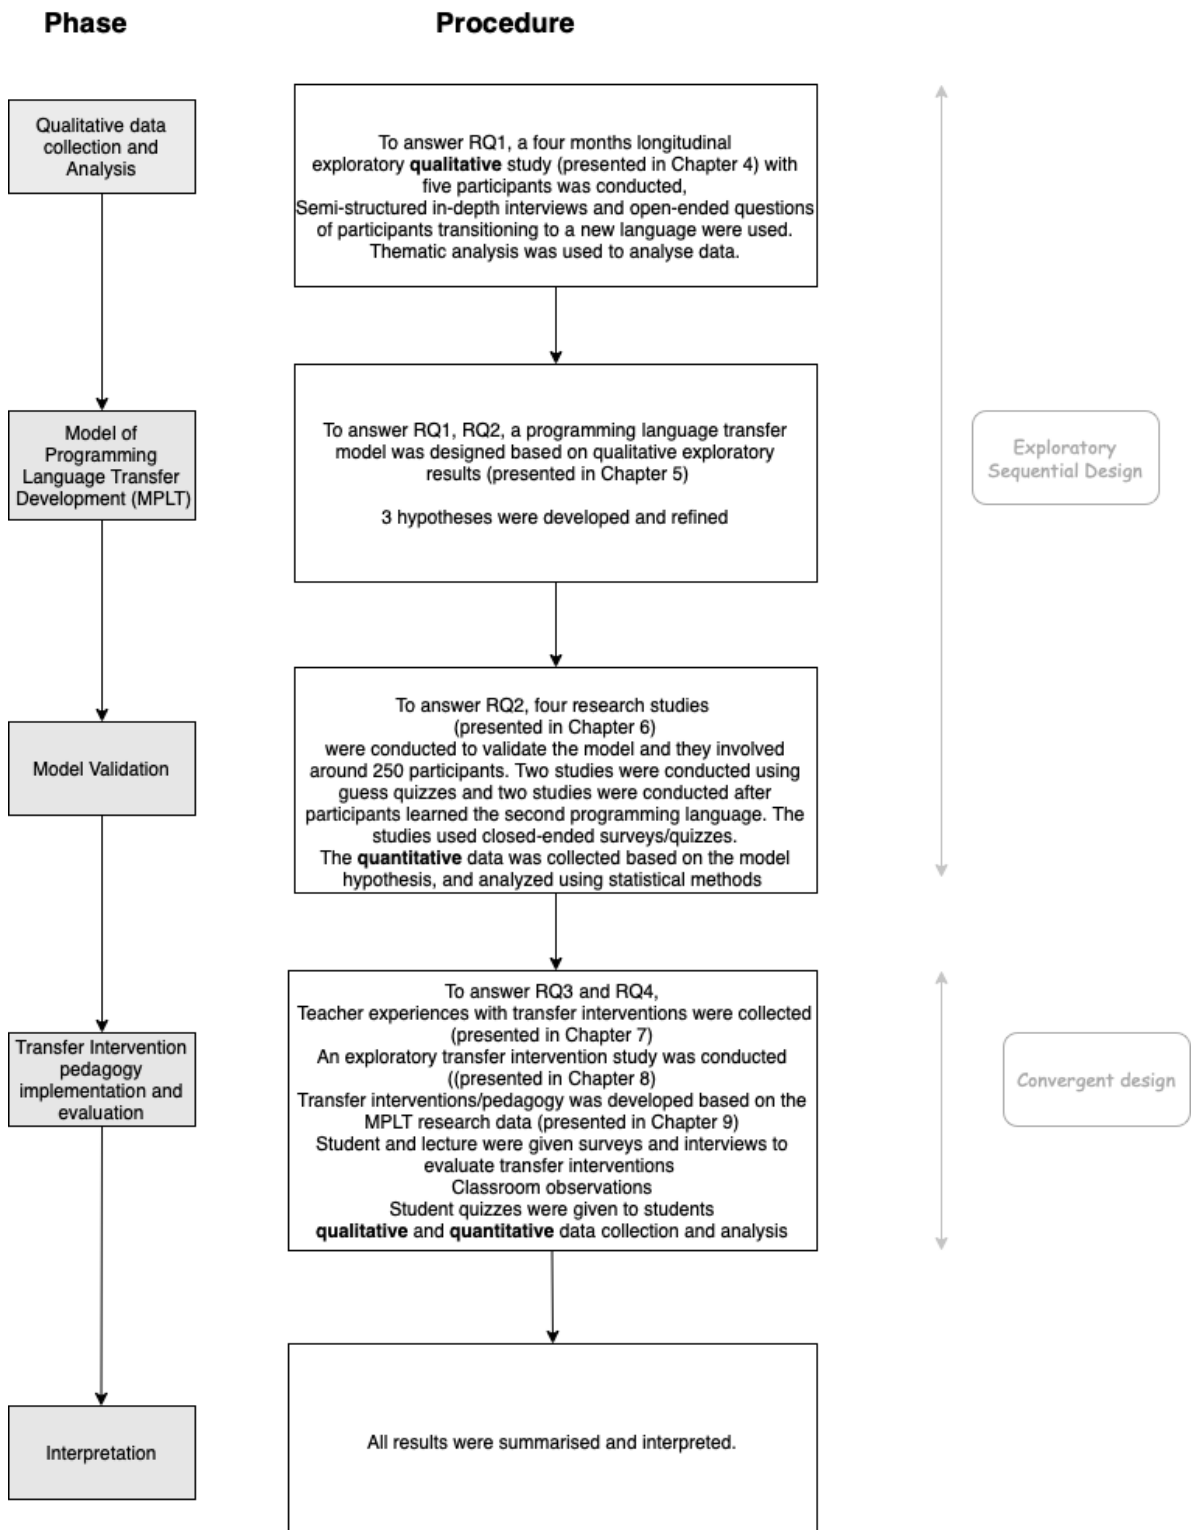 Phase
Procedure
Qualitative data
collection and
Analysis
To answer RQ1, a four months longitudinal
exploratory qualitative study (presented in Chapter 4) with
five participants was conducted,
Semi-structured in-depth interviews and open-ended questions
of participants transitioning to a new language were used.
Thematic analysis was used to analyse data.
Model of
Programming
Language Transfer
Development (MPLT)
To answer RQ1, RQ2, a programming language transfer
model was designed based on qualitative exploratory
results (presented in Chapter 5)
3 hypotheses were developed and refined
Exploratory
Sequential Design
Model Validation
To answer RQ2, four research studies
(presented in Chapter 6)
were conducted to validate the model and they involved
around 250 participants. Two studies were conducted using
guess quizzes and two studies were conducted after
participants learned the second programming language. The
studies used closed-ended surveys/quizzes.
The quantitative data was collected based on the model
hypothesis, and analyzed using statistical methods
Transfer Intervention
pedagogy
implementation and
evaluation
To answer RQ3 and RQ4,
Teacher experiences with transfer interventions were collected
(presented in Chapter 7)
An exploratory transfer intervention study was conducted
((presented in Chapter 8)
Transfer interventions/pedagogy was developed based on the
MPLT research data (presented in Chapter 9)
Student and lecture were given surveys and interviews to
evaluate transfer interventions
Classroom observations
Student quizzes were given to students
qualitative and quantitative data collection and analysis
Convergent design
Interpretation
All results were summarised and interpreted.